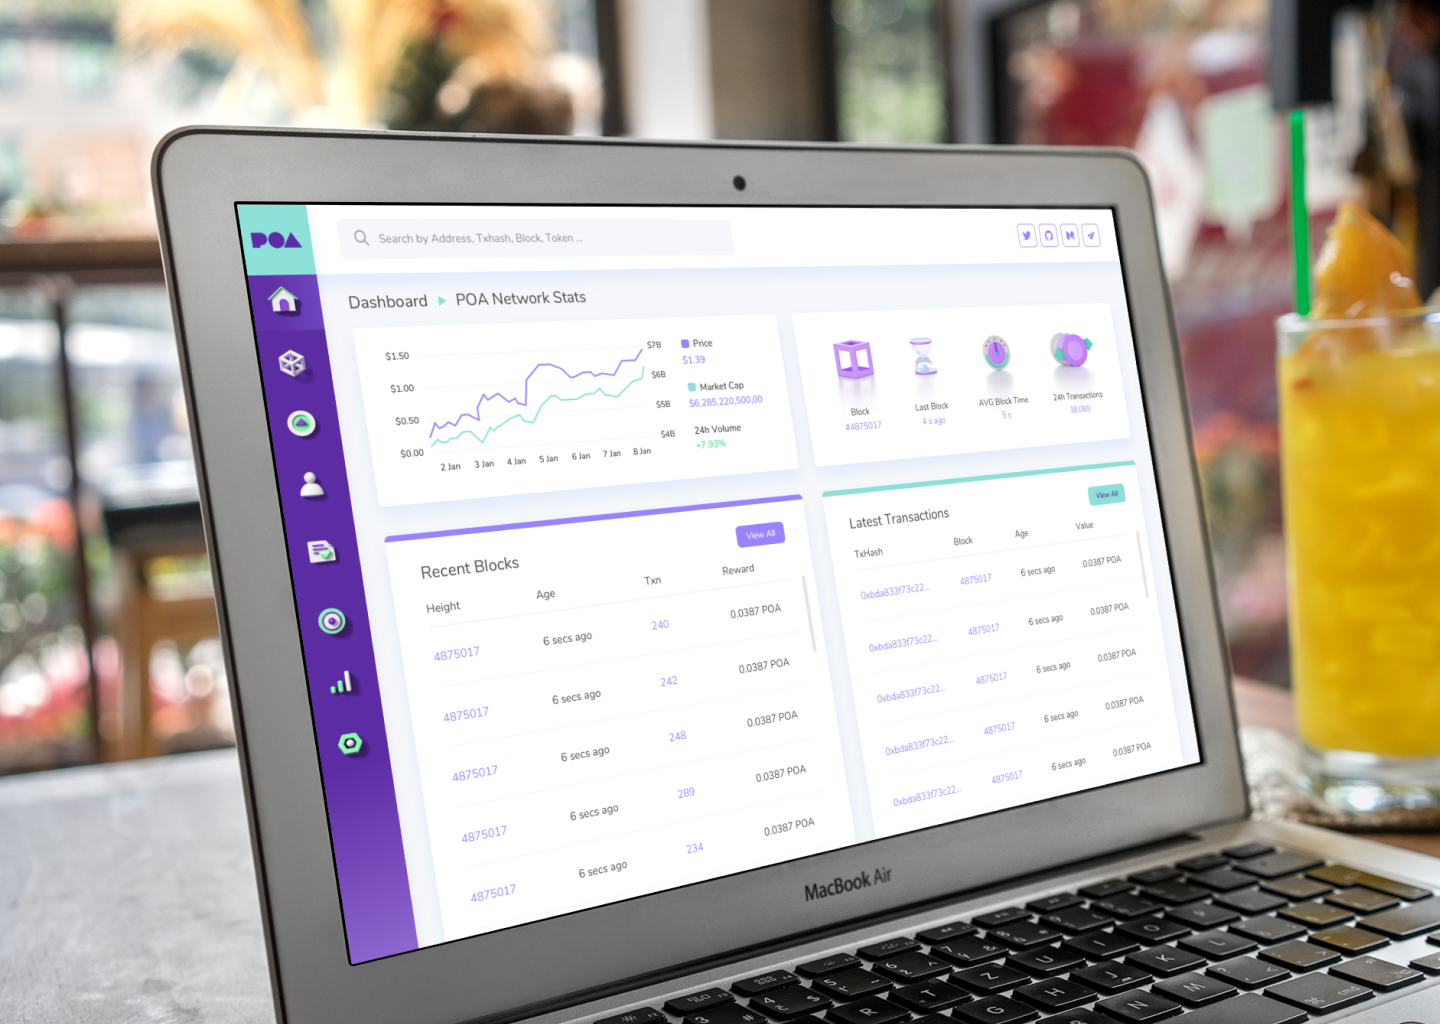 POA
Search by Address, Txhash, Block, Token ...
Dashboard POA Network Stats
$1.50
$1.00
$0.50
$0.00
$7B
$6B
$5B
$4B
2 Jan 3 Jan 4 Jan 5 Jan 6 Jan 7 Jan 8 Jan
Price
$1.39
Market Cap
$6,285,220,500,00
24h Volume
+7.93%
Block
#4875017
Last Block
4 s ago
AVG Block Time
5 s
24h Transactions
38,089
Recent Blocks
View All
Height Age Txn Reward
4875017 6 secs ago 240 0.0387 POA
4875017 6 secs ago 242 0.0387 POA
4875017 6 secs ago 248 0.0387 POA
4875017 6 secs ago 289 0.0387 POA
4875017 6 secs ago 234 0.0387 POA
Latest Transactions
View All
TxHash Block Age Value
0xbda833f73c22... 4875017 6 secs ago 0.0387 POA
0xbda833f73c22... 4875017 6 secs ago 0.0387 POA
0xbda833f73c22... 4875017 6 secs ago 0.0387 POA
0xbda833f73c22... 4875017 6 secs ago 0.0387 POA
0xbda833f73c22... 4875017 6 secs ago 0.0387 POA
MacBook Air
3 4 5 6 7 8 9
R T Z U I O P
G H J K L
N M
cmd